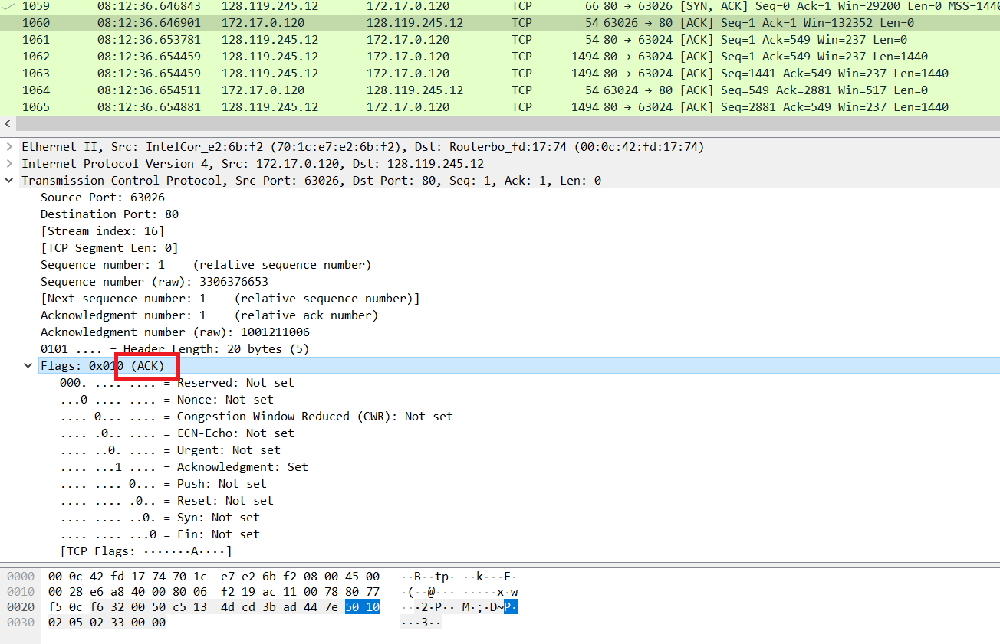 1059 08:12:36.646843 128.119.245.12 172.17.0.120 TCP 66 80 → 63026 [SYN, ACK] Seq=0 Ack=1 Win=29200 Len=0 MSS=1440
1060 08:12:36.646901 172.17.0.120 128.119.245.12 TCP 54 63026 → 80 [ACK] Seq=1 Ack=1 Win=132352 Len=0
1061 08:12:36.653781 128.119.245.12 172.17.0.120 TCP 54 80 → 63024 [ACK] Seq=1 Ack=549 Win=237 Len=0
1062 08:12:36.654459 128.119.245.12 172.17.0.120 TCP 1494 80 → 63024 [ACK] Seq=1 Ack=549 Win=237 Len=1440
1063 08:12:36.654459 128.119.245.12 172.17.0.120 TCP 1494 80 → 63024 [ACK] Seq=1441 Ack=549 Win=237 Len=1440
1064 08:12:36.654511 172.17.0.120 128.119.245.12 TCP 54 63024 → 80 [ACK] Seq=549 Ack=2881 Win=517 Len=0
1065 08:12:36.654881 128.119.245.12 172.17.0.120 TCP 1494 80 → 63024 [ACK] Seq=2881 Ack=549 Win=237 Len=1440
Ethernet II, Src: IntelCor_e2:6b:f2 (70:1c:e7:e2:6b:f2), Dst: Routerbo_fd:17:74 (00:0c:42:fd:17:74)
Internet Protocol Version 4, Src: 172.17.0.120, Dst: 128.119.245.12
Transmission Control Protocol, Src Port: 63026, Dst Port: 80, Seq: 1, Ack: 1, Len: 0
Source Port: 63026
Destination Port: 80
[Stream index: 16]
[TCP Segment Len: 0]
Sequence number: 1 (relative sequence number)
Sequence number (raw): 3306376653
[Next sequence number: 1 (relative sequence number)]
Acknowledgment number: 1 (relative ack number)
Acknowledgment number (raw): 1001211006
0101 .... = Header Length: 20 bytes (5)
Flags: 0x010 (ACK)
000. .... .... = Reserved: Not set
...0 .... .... = Nonce: Not set
.... 0... .... = Congestion Window Reduced (CWR): Not set
.... .0.. .... = ECN-Echo: Not set
.... ..0. .... = Urgent: Not set
.... ...1 .... = Acknowledgment: Set
.... .... 0... = Push: Not set
.... .... .0.. = Reset: Not set
.... .... ..0. = Syn: Not set
.... .... ...0 = Fin: Not set
[TCP Flags: ·······A····]
0000 00 0c 42 fd 17 74 70 1c e7 e2 6b f2 08 00 45 00 ··B··tp· ··k···E·
0010 00 28 e6 a8 40 00 80 06 f2 19 ac 11 00 78 80 77 ·(··@··· ·····x·w
0020 f5 0c f6 32 00 50 c5 13 4d cd 3b ad 44 7e 50 10 ···2·P·· M·;·D~P·
0030 02 05 02 33 00 00 ···3··